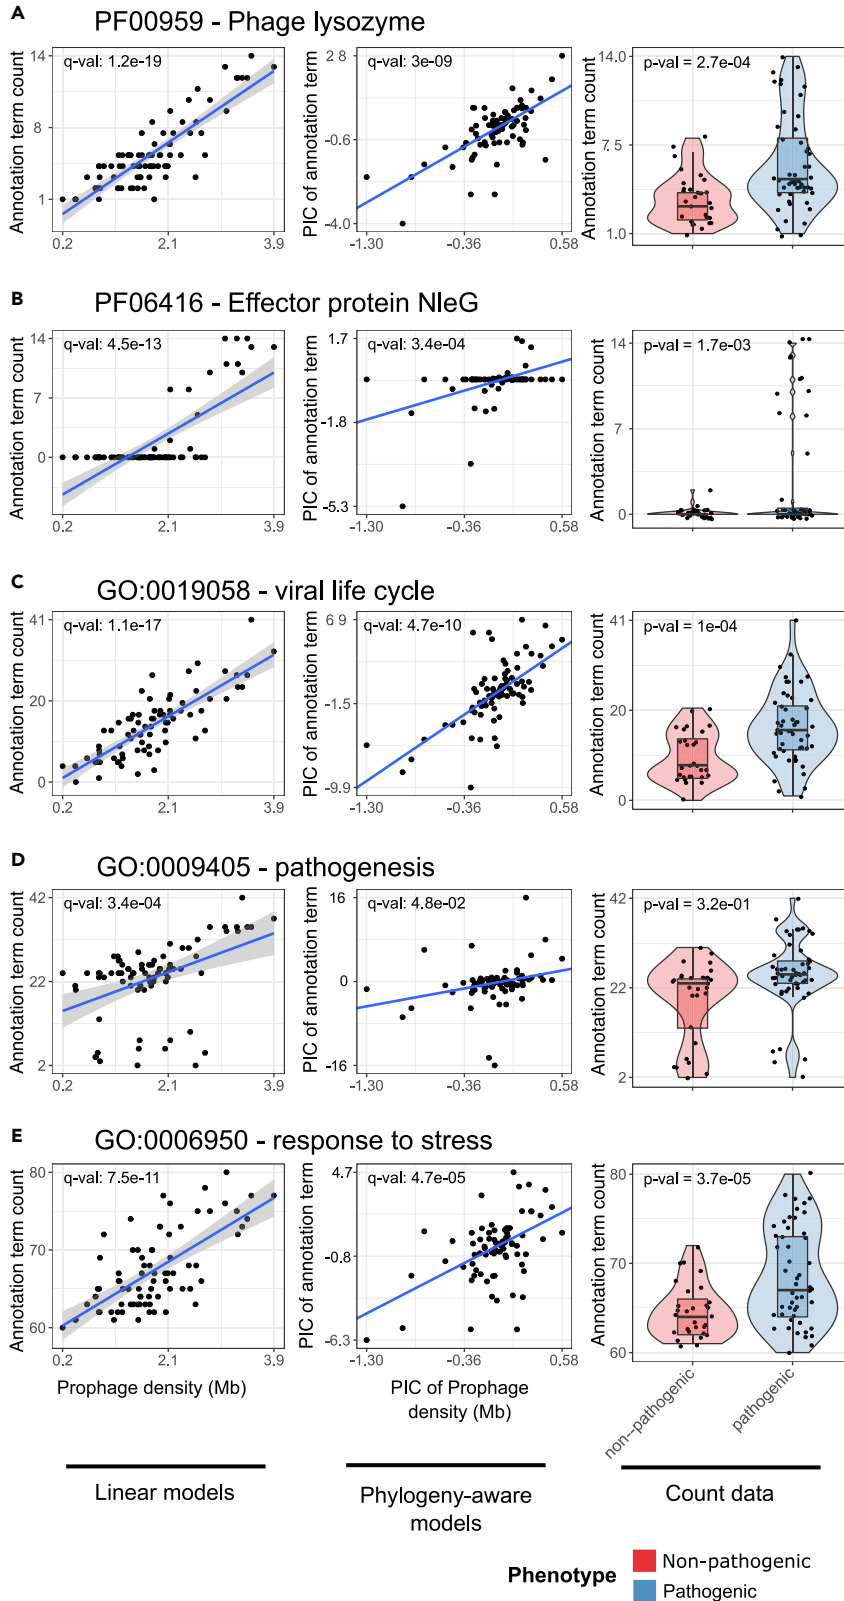 A PF00959 - Phage lysozyme
Annotation term count
14
8
1
q-val: 1.2e-19
0.2 2.1 3.9
PIC of annotation term
2.8
-0.6
-4.0
q-val: 3e-09
-1.30 -0.36 0.58
Annotation term count
14.0
7.5
1.0
p-val = 2.7e-04
B PF06416 - Effector protein NleG
Annotation term count
14
7
0
q-val: 4.5e-13
0.2 2.1 3.9
PIC of annotation term
1.7
-1.8
-5.3
q-val: 3.4e-04
-1.30 -0.36 0.58
Annotation term count
14
7
0
p-val = 1.7e-03
C GO:0019058 - viral life cycle
Annotation term count
41
20
0
q-val: 1.1e-17
0.2 2.1 3.9
PIC of annotation term
6 9
-1.5
-9.9
q-val: 4.7e-10
-1.30 -0.36 0.58
Annotation term count
41
20
0
p-val = 1e-04
D GO:0009405 - pathogenesis
Annotation term count
42
22
2
q-val: 3.4e-04
0.2 2.1 3.9
PIC of annotation term
16
0
-16
q-val: 4.8e-02
-1.30 -0.36 0.58
Annotation term count
42
22
2
p-val = 3.2e-01
E GO:0006950 - response to stress
Annotation term count
80
70
60
q-val: 7.5e-11
0.2 2.1 3.9
Prophage density (Mb)
PIC of annotation term
4.7
-0.8
-6.3
q-val: 4.7e-05
-1.30 -0.36 0.58
PIC of Prophage
density (Mb)
Annotation term count
80
70
60
p-val = 3.7e-05
non-pathogenic
pathogenic
Linear models
Phylogeny-aware
models
Count data
Phenotype
Non-pathogenic
Pathogenic